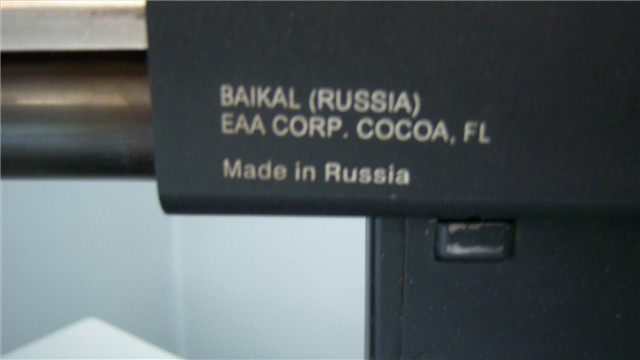 BAIKAL (RUSSIA)
EAA CORP. COCOA, FL
Made in Russia